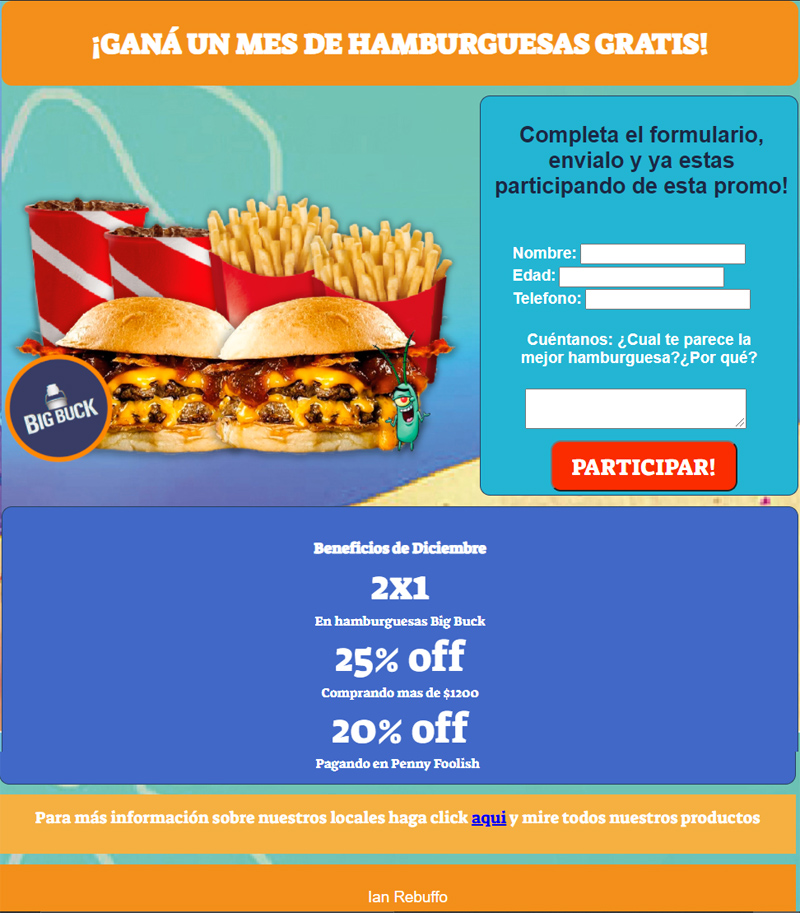 ¡GANÁ UN MES DE HAMBURGUESAS GRATIS!
Completa el formulario,
envialo y ya estas
participando de esta promo!
Nombre:
Edad:
Telefono:
Cuéntanos: ¿Cual te parece la
mejor hamburguesa?¿Por qué?
PARTICIPAR!
BIG BUCK
Beneficios de Diciembre
2x1
En hamburguesas Big Buck
25% off
Comprando mas de $1200
20% off
Pagando en Penny Foolish
Para más información sobre nuestros locales haga click aqui y mire todos nuestros productos
Ian Rebuffo